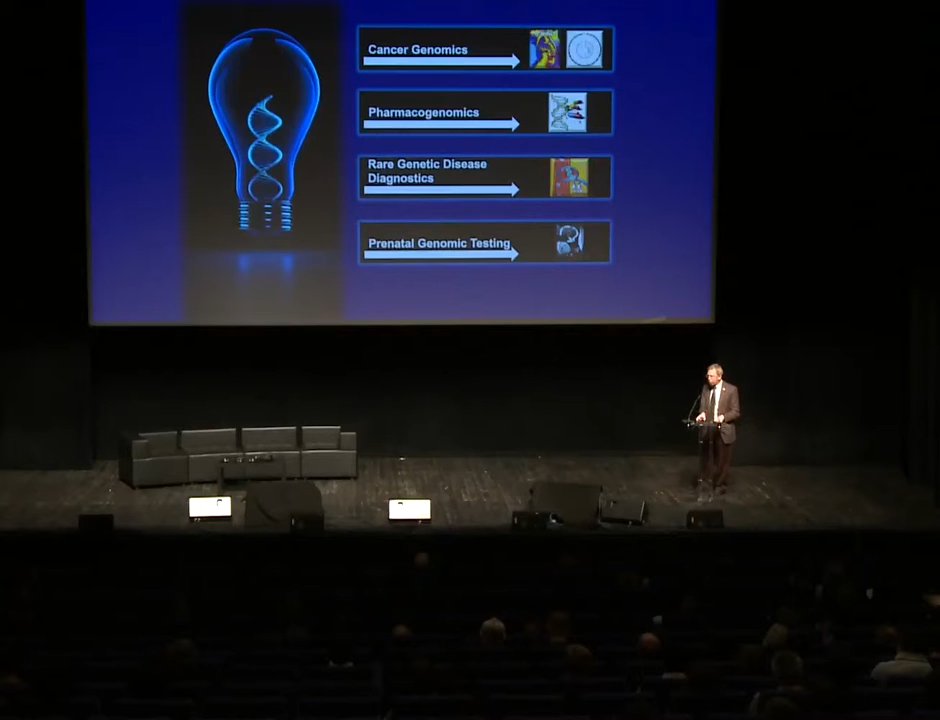 Cancer Genomics
Pharmacogenomics
Rare Genetic Disease
Diagnostics
Prenatal Genomic Testing